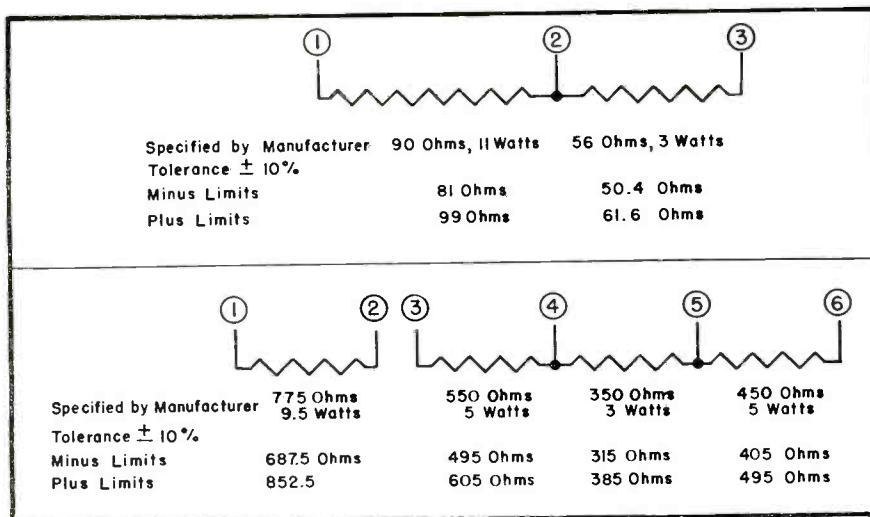 1 2 3
Specified by Manufacturer 90 Ohms, 11 Watts 56 Ohms, 3 Watts
Tolerance ± 10%
Minus Limits 81 Ohms 50.4 Ohms
Plus Limits 99 Ohms 61.6 Ohms
1 2 3 4 5 6
775 Ohms 550 Ohms 350 Ohms 450 Ohms
Specified by Manufacturer 9.5 Watts 5 Watts 3 Watts 5 Watts
Tolerance ± 10%
Minus Limits 687.5 Ohms 495 Ohms 315 Ohms 405 Ohms
Plus Limits 852.5 605 Ohms 385 Ohms 495 Ohms